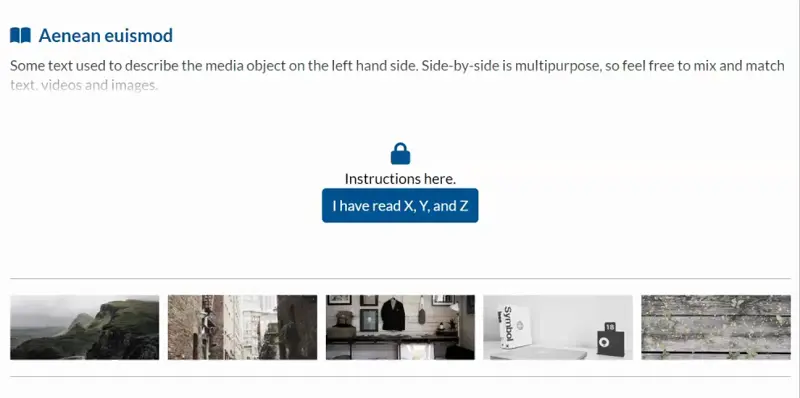 Aenean euismod
Some text used to describe the media object on the left hand side. Side-by-side is multipurpose, so feel free to mix and match
text, videos and images.
Instructions here.
I have read X, Y, and Z
Symbol
18